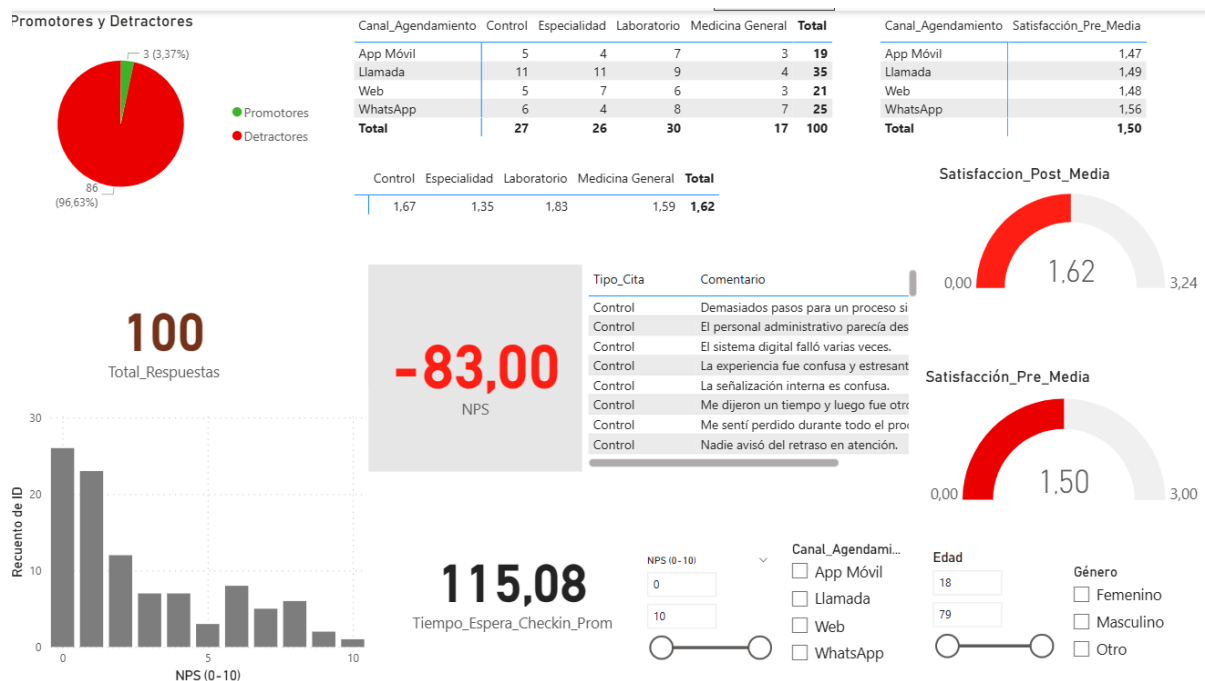 Promotores y Detractores
3 (3,37%)
86
(96,63%)
Promotores
Detractores
Canal_Agendamiento Control Especialidad Laboratorio Medicina General Total
App Móvil 5 4 7 3 19
Llamada 11 11 9 4 35
Web 5 7 6 3 21
WhatsApp 6 4 8 7 25
Total 27 26 30 17 100
Canal_Agendamiento Satisfacción_Pre_Media
App Móvil 1,47
Llamada 1,49
Web 1,48
WhatsApp 1,56
Total 1,50
Control Especialidad Laboratorio Medicina General Total
1,67 1,35 1,83 1,59 1,62
Satisfaccion_Post_Media
1,62
0,00 3,24
100
Total_Respuestas
-83,00
NPS
Tipo_Cita Comentario
Control Demasiados pasos para un proceso si
Control El personal administrativo parecía des
Control El sistema digital falló varias veces.
Control La experiencia fue confusa y estresant
Control La señalización interna es confusa.
Control Me dijeron un tiempo y luego fue otro
Control Me sentí perdido durante todo el pro
Control Nadie avisó del retraso en atención.
Satisfacción_Pre_Media
1,50
0,00 3,00
Recuento de ID
30
20
10
0
0 5 10
NPS (0-10)
115,08
Tiempo_Espera_Checkin_Prom
NPS (0-10)
0
10
Canal_Agendami...
App Móvil
Llamada
Web
WhatsApp
Edad
18
79
Género
Femenino
Masculino
Otro